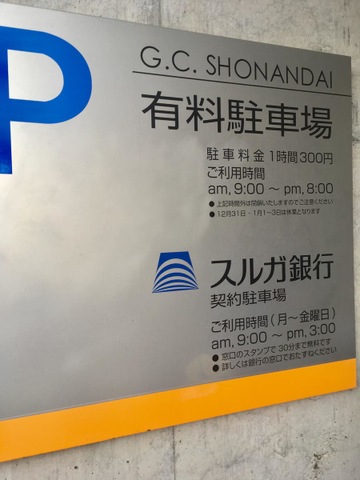 P
G.C. SHONANDAI
有料駐車場
駐車料金 1時間300円
ご利用時間
am, 9:00 ～ pm, 8:00
● 上記時間外は閉鎖いたしますのでご注意ください
● 12月31日・1月1～3日は休業となります
スルガ銀行
契約駐車場
ご利用時間 (月～金曜日)
am, 9:00 ～ pm, 3:00
● 窓口のスタンプで 30分まで無料です
● 詳しくは銀行の窓口でおたずねください